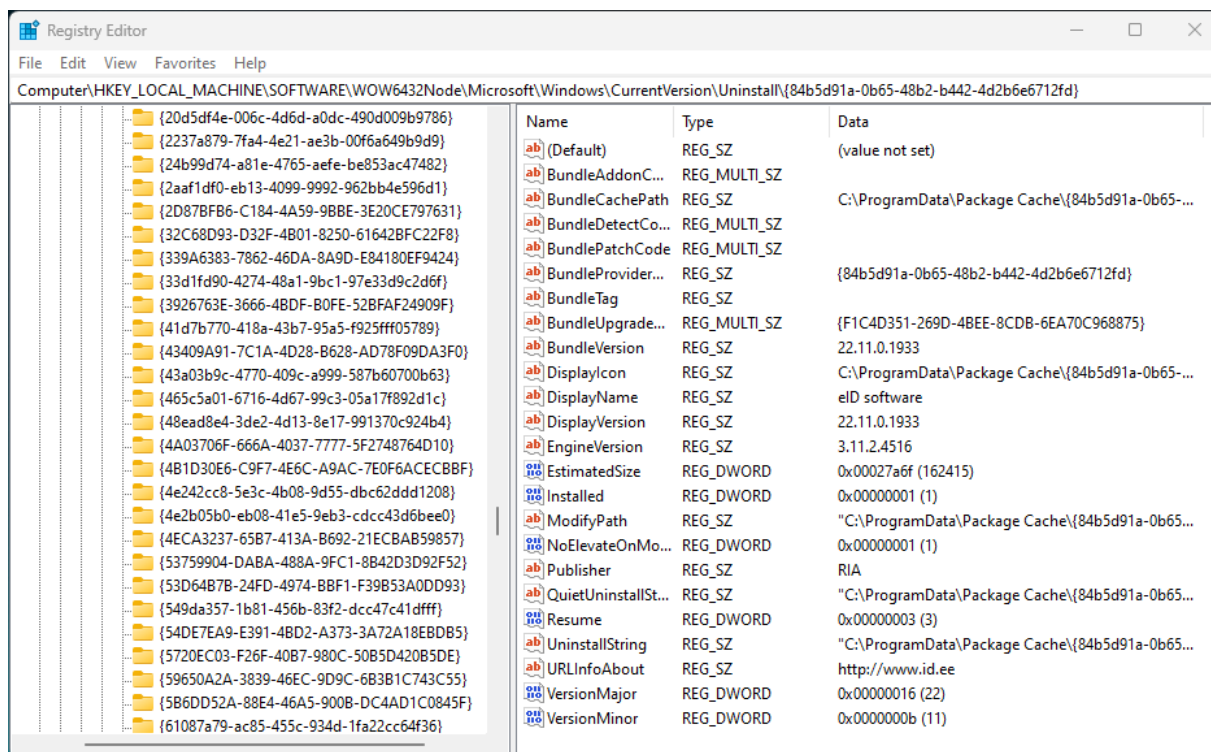 Registry Editor
File Edit View Favorites Help
Computer\HKEY_LOCAL_MACHINE\SOFTWARE\WOW6432Node\Microsoft\Windows\CurrentVersion\Uninstall\{84b5d91a-0b65-48b2-b442-4d2b6e6712fd}
{20d5df4e-006c-4d6d-a0dc-490d009b9786}
{2237a879-7fa4-4e21-ae3b-00f6a649b9d9}
{24b99d74-a81e-4765-aefe-be853ac47482}
{2aaf1df0-eb13-4099-9992-962bb4e596d1}
{2D87BFB6-C184-4A59-9BBE-3E20CE797631}
{32C68D93-D32F-4B01-8250-61642BFC22F8}
{339A6383-7862-46DA-8A9D-E84180EF9424}
{33d1fd90-4274-48a1-9bc1-97e33d9c2d6f}
{3926763E-3666-4BDF-B0FE-52BFAF24909F}
{41d7b770-418a-43b7-95a5-f925fff05789}
{43409A91-7C1A-4D28-B628-AD78F09DA3F0}
{43a03b9c-4770-409c-a999-587b60700b63}
{465c5a01-6716-4d67-99c3-05a17f892d1c}
{48ead8e4-3de2-4d13-8e17-991370c924b4}
{4A03706F-666A-4037-7777-5F2748764D10}
{4B1D30E6-C9F7-4E6C-A9AC-7E0F6ACECBBF}
{4e242cc8-5e3c-4b08-9d55-dbc62ddd1208}
{4e2b05b0-eb08-41e5-9eb3-cdcc43d6bee0}
{4ECA3237-65B7-413A-B692-21ECBAB59857}
{53759904-DABA-488A-9FC1-8B42D3D92F52}
{53D64B7B-24FD-4974-BBF1-F39B53A0DD93}
{549da357-1b81-456b-83f2-dcc47c41dfff}
{54DE7EA9-E391-4BD2-A373-3A72A18EBDB5}
{5720EC03-F26F-40B7-980C-50B5D420B5DE}
{59650A2A-3839-46EC-9D9C-6B3B1C743C55}
{5B6DD52A-88E4-46A5-900B-DC4AD1C0845F}
{61087a79-ac85-455c-934d-1fa22cc64f36}
Name Type Data
(Default) REG_SZ (value not set)
BundleAddonC... REG_MULTI_SZ
BundleCachePath REG_SZ C:\ProgramData\Package Cache\{84b5d91a-0b65-...
BundleDetectCo... REG_MULTI_SZ
BundlePatchCode REG_MULTI_SZ
BundleProvider... REG_SZ {84b5d91a-0b65-48b2-b442-4d2b6e6712fd}
BundleTag REG_SZ
BundleUpgrade... REG_MULTI_SZ {F1C4D351-269D-4BEE-8CDB-6EA70C968875}
BundleVersion REG_SZ 22.11.0.1933
DisplayIcon REG_SZ C:\ProgramData\Package Cache\{84b5d91a-0b65-...
DisplayName REG_SZ eID software
DisplayVersion REG_SZ 22.11.0.1933
EngineVersion REG_SZ 3.11.2.4516
EstimatedSize REG_DWORD 0x00027a6f (162415)
Installed REG_DWORD 0x00000001 (1)
ModifyPath REG_SZ "C:\ProgramData\Package Cache\{84b5d91a-0b65...
NoElevateOnMo... REG_DWORD 0x00000001 (1)
Publisher REG_SZ RIA
QuietUninstallSt... REG_SZ "C:\ProgramData\Package Cache\{84b5d91a-0b65...
Resume REG_DWORD 0x00000003 (3)
UninstallString REG_SZ "C:\ProgramData\Package Cache\{84b5d91a-0b65...
URLInfoAbout REG_SZ http://www.id.ee
VersionMajor REG_DWORD 0x00000016 (22)
VersionMinor REG_DWORD 0x0000000b (11)